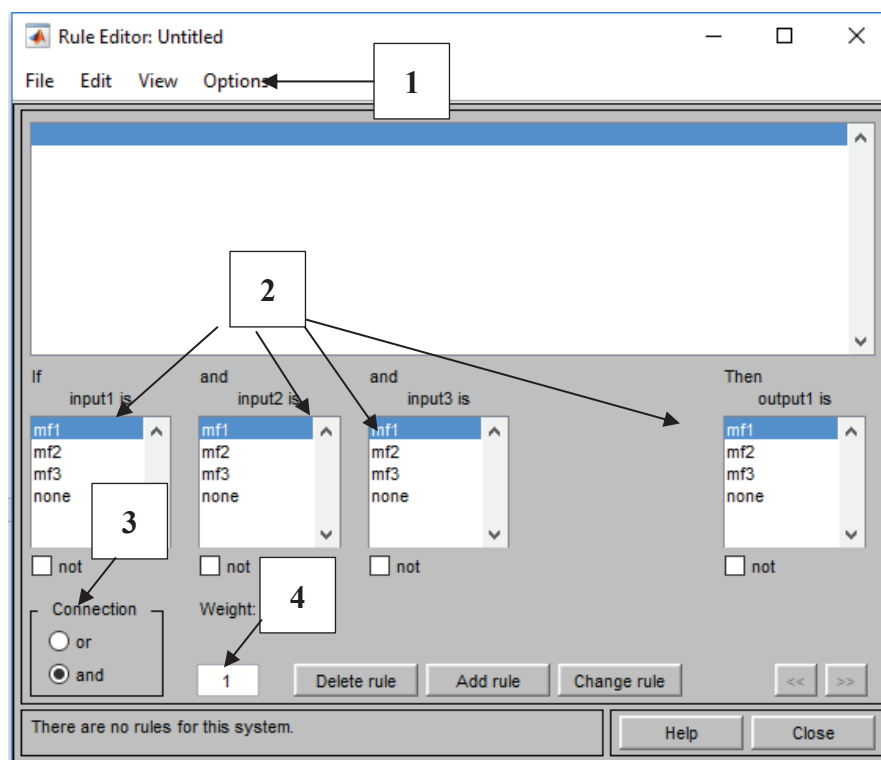 Rule Editor: Untitled
File Edit View Options
1
2
If and and Then
input1 is input2 is input3 is output1 is
mf1 mf1 mf1 mf1
mf2 mf2 mf2 mf2
mf3 mf3 mf3 mf3
none none none none
3
not not not not
4
Connection Weight:
or
and 1 Delete rule Add rule Change rule << >>
There are no rules for this system. Help Close